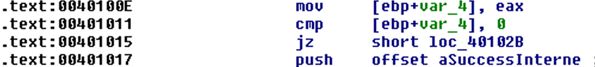 .text:0040100E mov [ebp+var_4], eax
.text:00401011 cmp [ebp+var_4], 0
.text:00401015 jz short loc_40102B
.text:00401017 push offset aSuccessInterne ;